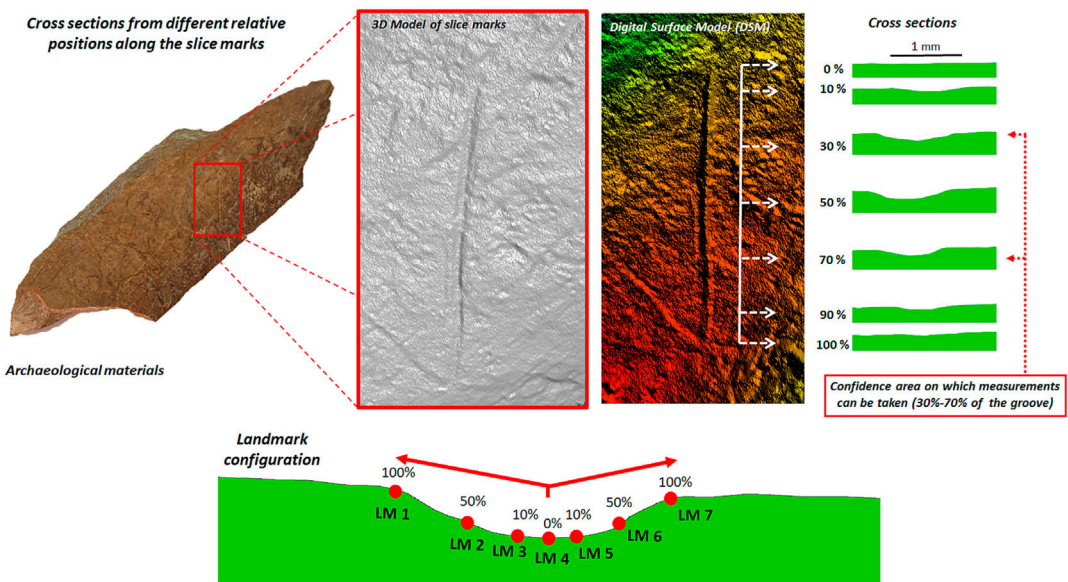 Cross sections from different relative
positions along the slice marks
3D Model of slice marks
Digital Surface Model (DSM)
Cross sections
1 mm
0 %
10 %
30 %
50 %
70 %
90 %
100 %
Archaeological materials
Confidence area on which measurements
can be taken (30%-70% of the groove)
Landmark
configuration
100%
50%
10%
0%
10%
50%
100%
LM 1
LM 2
LM 3
LM 4
LM 5
LM 6
LM 7